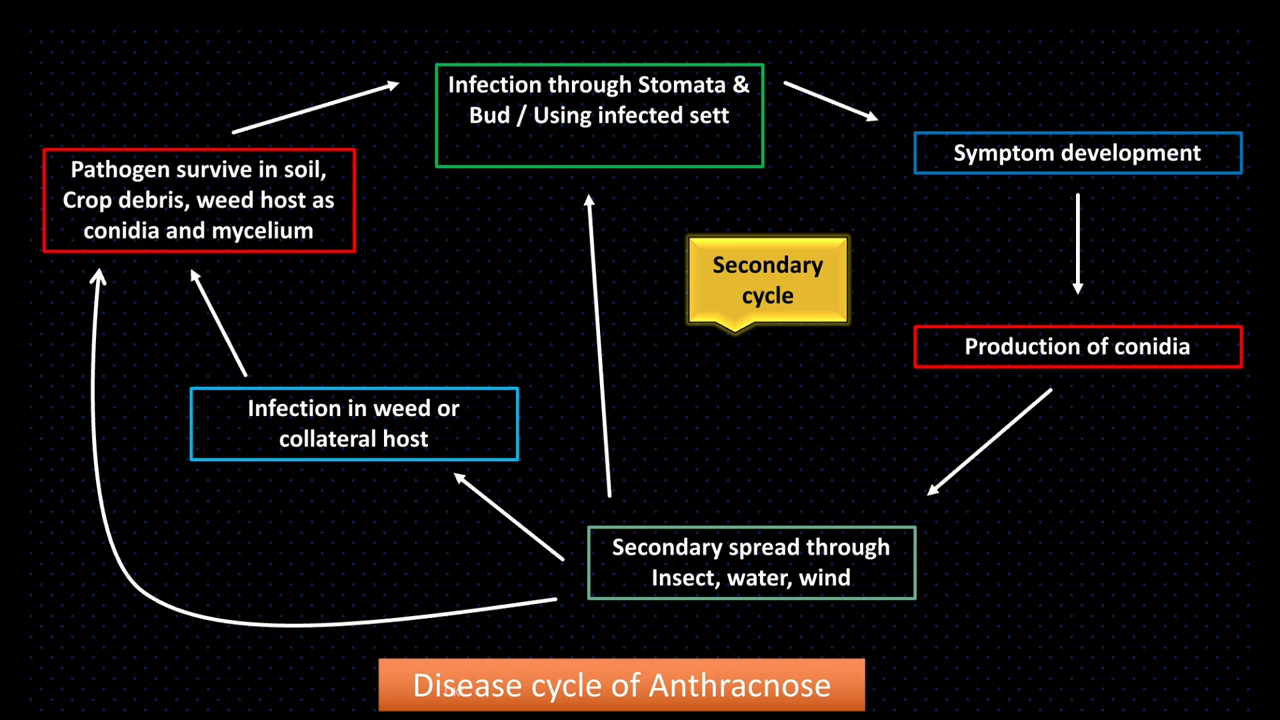 Infection through Stomata &
Bud / Using infected sett
Symptom development
Pathogen survive in soil,
Crop debris, weed host as
conidia and mycelium
Secondary
cycle
Production of conidia
Infection in weed or
collateral host
Secondary spread through
Insect, water, wind
Disease cycle of Anthracnose